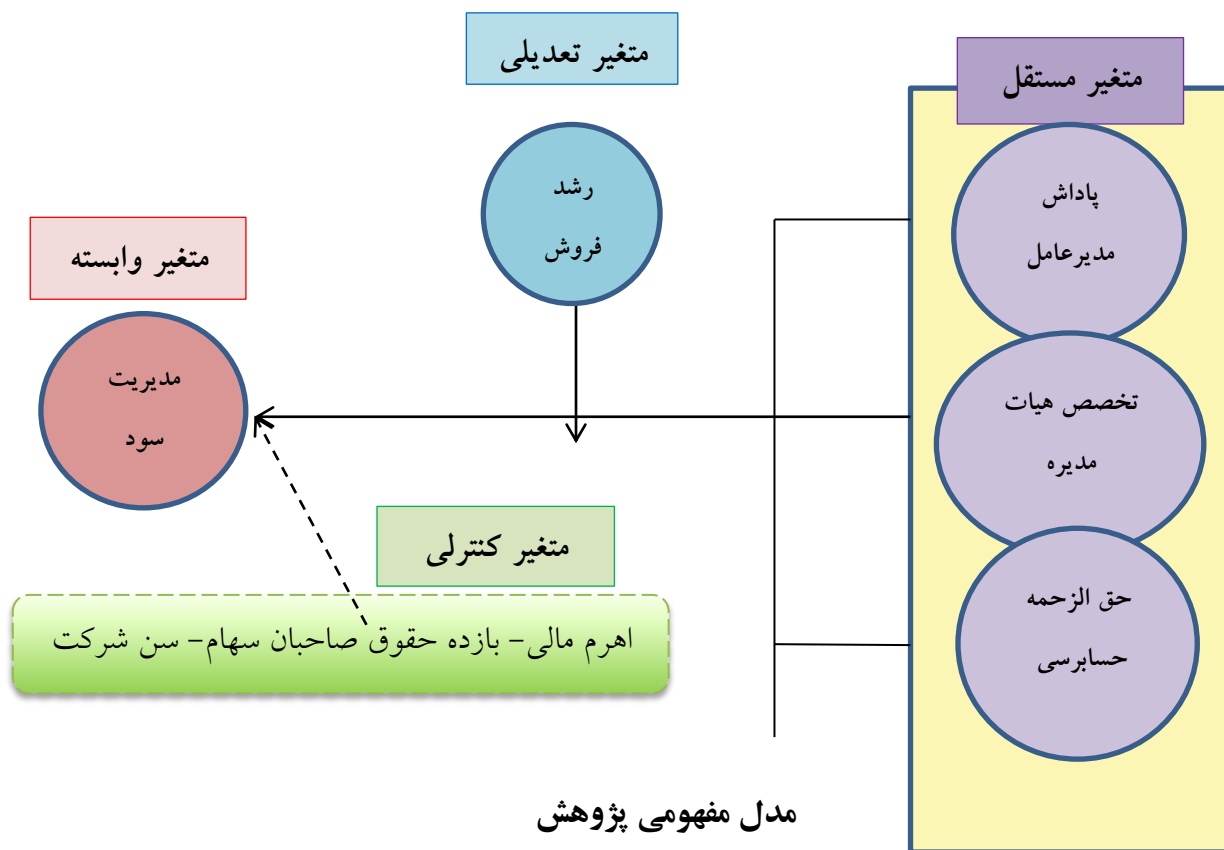 متغیر مستقل
پاداش
مدیرعامل
تخصص هیات
مدیره
حق الزحمه
حسابرسی
متغیر تعدیلی
رشد
فروش
متغیر وابسته
مدیریت
سود
متغیر کنترلی
اهرم مالی- بازده حقوق صاحبان سهام- سن شرکت
مدل مفهومی پژوهش